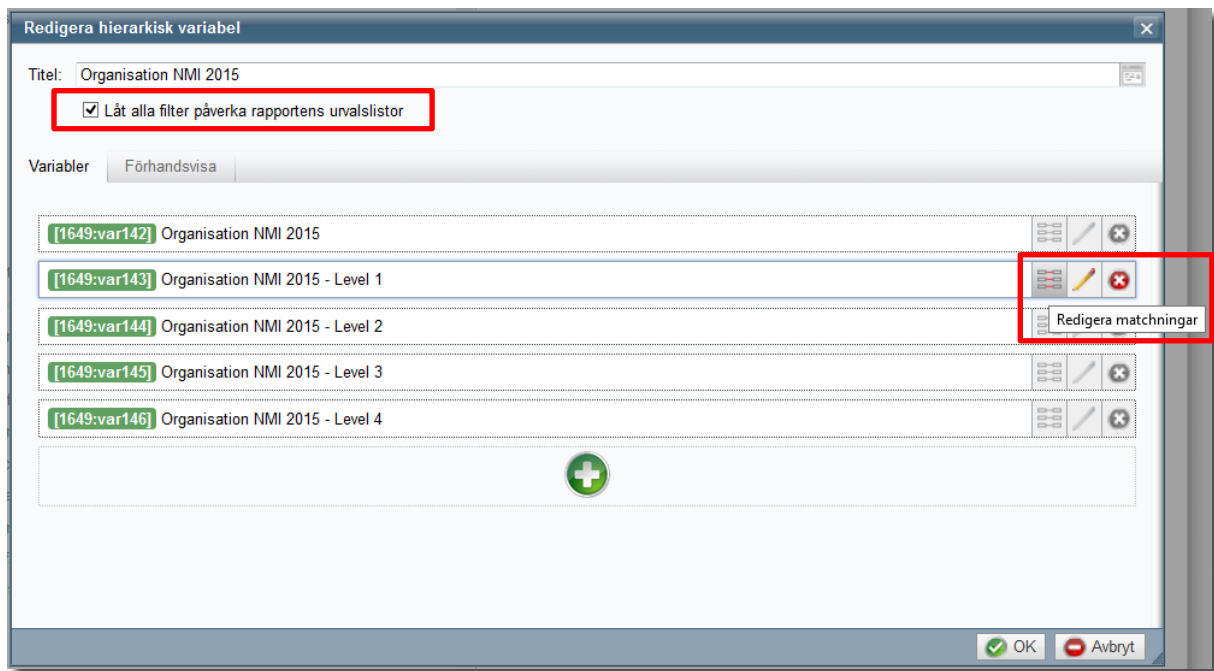 Redigera hierarkisk variabel
Titel: Organisation NMI 2015
Låt alla filter påverka rapportens urvalslistor
Variabler Förhandsvisa
[1649:var142] Organisation NMI 2015
[1649:var143] Organisation NMI 2015 - Level 1
Redigera matchningar
[1649:var144] Organisation NMI 2015 - Level 2
[1649:var145] Organisation NMI 2015 - Level 3
[1649:var146] Organisation NMI 2015 - Level 4
OK Avbryt